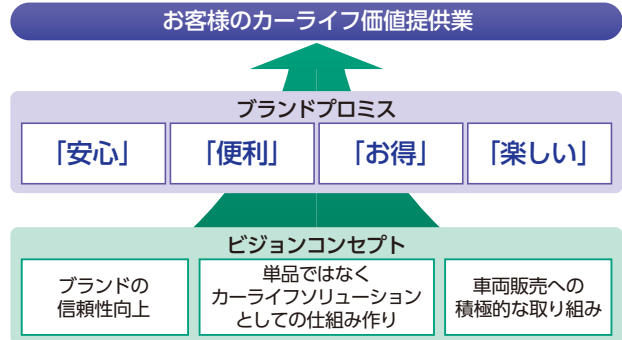 お客様のカーライフ価値提供業
ブランドプロミス
「安心」
「便利」
「お得」
「楽しい」
ビジョンコンセプト
ブランドの
信頼性向上
単品ではなく
カーライフソリューション
としての仕組み作り
車両販売への
積極的な取り組み